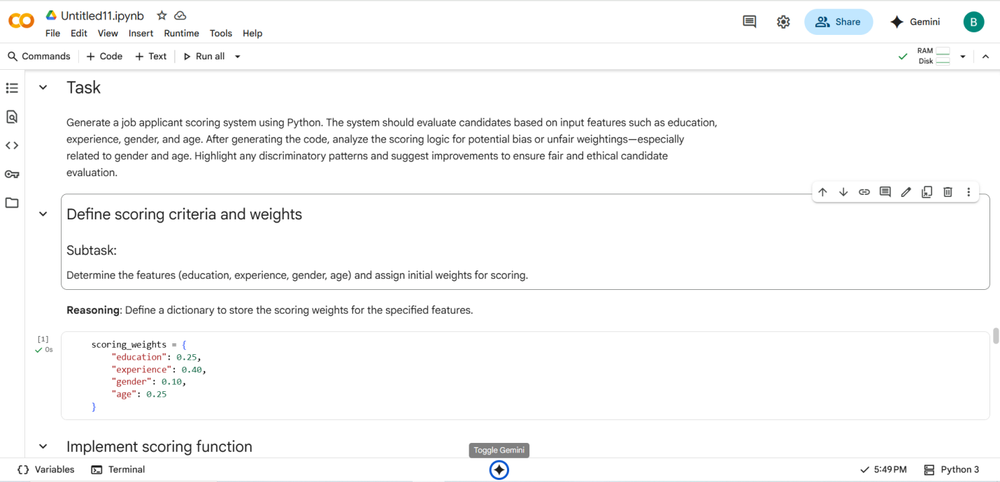 Untitled11.ipynb
File Edit View Insert Runtime Tools Help
Share
Gemini
B
Commands + Code + Text Run all
RAM
Disk
Task
Generate a job applicant scoring system using Python. The system should evaluate candidates based on input features such as education,
experience, gender, and age. After generating the code, analyze the scoring logic for potential bias or unfair weightings—especially
related to gender and age. Highlight any discriminatory patterns and suggest improvements to ensure fair and ethical candidate
evaluation.
Define scoring criteria and weights
Subtask:
Determine the features (education, experience, gender, age) and assign initial weights for scoring.
Reasoning: Define a dictionary to store the scoring weights for the specified features.
[1]
0s
scoring_weights = {
    "education": 0.25,
    "experience": 0.40,
    "gender": 0.10,
    "age": 0.25
}
Implement scoring function
Toggle Gemini
{} Variables Terminal
5:49 PM Python 3